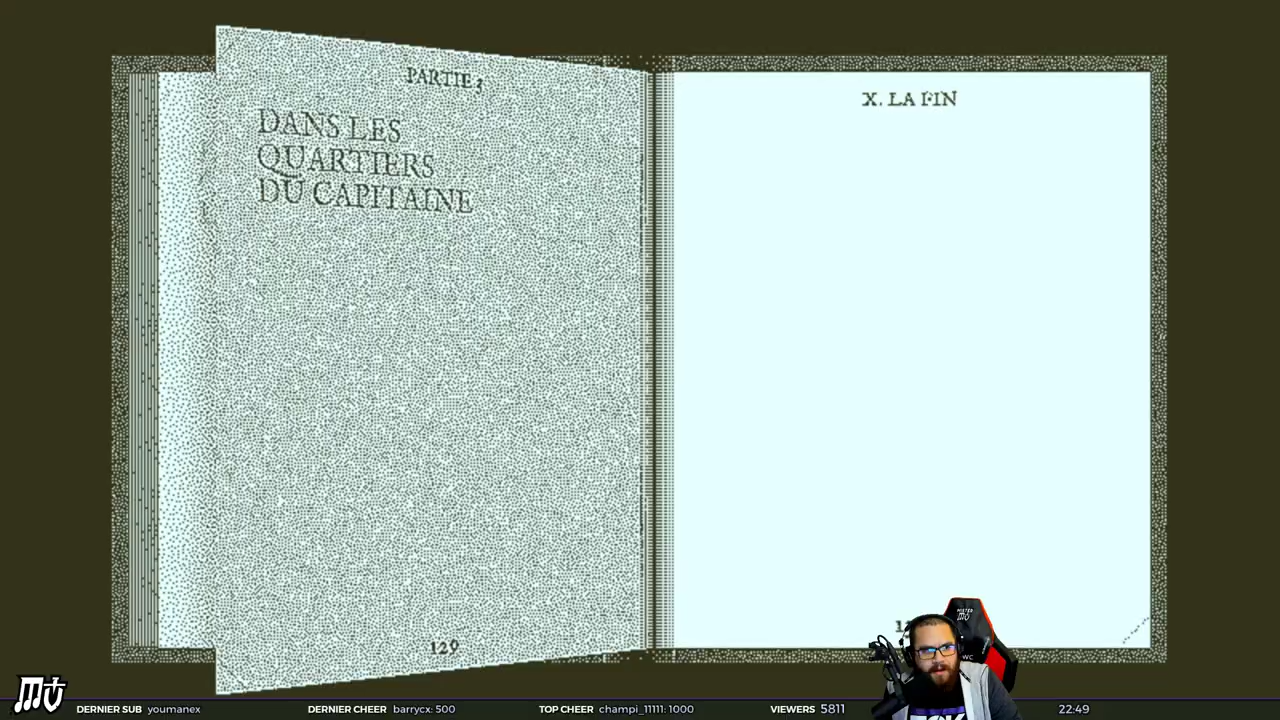 PARTIE 3
DANS LES
QUARTIERS
DU CAPITAINE
129
X. LA FIN
DERNIER SUB youmanex
DERNIER CHEER barrycx: 500
TOP CHEER champi_11111: 1000
VIEWERS 5811
22:49